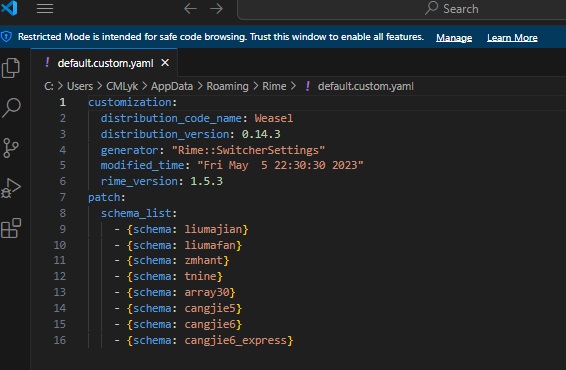 Search
Restricted Mode is intended for safe code browsing. Trust this window to enable all features. Manage Learn More
! default.custom.yaml ×
C: > Users > CMLyk > AppData > Roaming > Rime > ! default.custom.yaml
1 customization:
2 distribution_code_name: Weasel
3 distribution_version: 0.14.3
4 generator: "Rime::SwitcherSettings"
5 modified_time: "Fri May  5 22:30:30 2023"
6 rime_version: 1.5.3
7 patch:
8 schema_list:
9 - {schema: liumajian}
10 - {schema: liumafan}
11 - {schema: zmhant}
12 - {schema: tnine}
13 - {schema: array30}
14 - {schema: cangjie5}
15 - {schema: cangjie6}
16 - {schema: cangjie6_express}